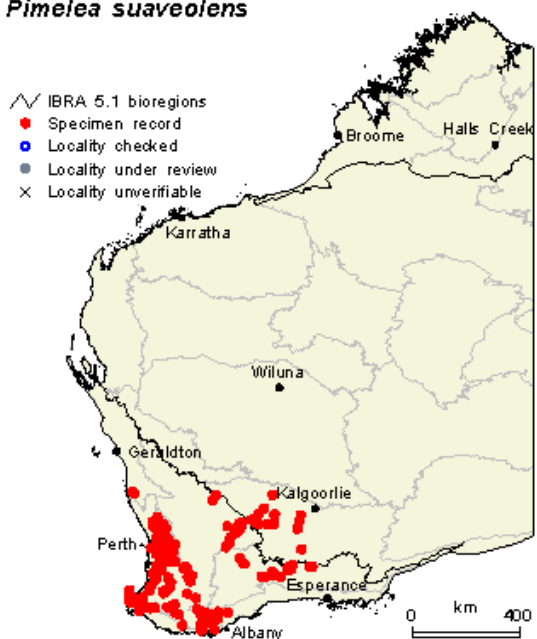 Pimelea suaveolens
IBRA 5.1 bioregions
Specimen record
Locality checked
Locality under review
Locality unverifiable
Broome
Halls Creek
Karratha
Wiluna
Geraldton
Kalgoorlie
Perth
Esperance
Albany
km
0 400